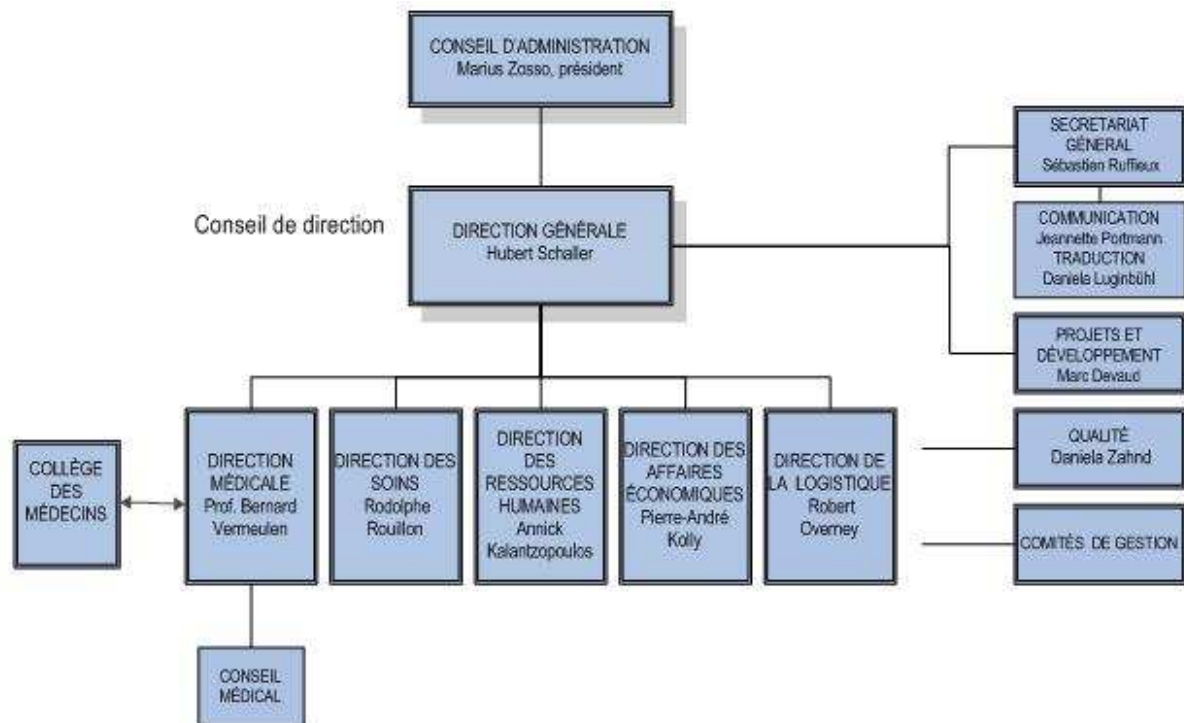 CONSEIL D'ADMINISTRATION
Marius Zosso, président
Conseil de direction
DIRECTION GÉNÉRALE
Hubert Schaller
SECRETARIAT
GÉNERAL
Sébastien Ruffieux
COMMUNICATION
Jeannette Portmann
TRADUCTION
Daniela Luginbühl
PROJETS ET
DÉVELOPPEMENT
Marc Devaud
QUALITÉ
Daniela Zahnd
COMITÉS DE GESTION
COLLÈGE
DES
MÉDECINS
DIRECTION
MÉDICALE
Prof. Bernard
Vermeulen
DIRECTION DES
SOINS
Rodolphe
Rouillon
DIRECTION
DES
RESSOURCES
HUMAINES
Annick
Kalantzopoulos
DIRECTION DES
AFFAIRES
ÉCONOMIQUES
Pierre-André
Kolly
DIRECTION DE
LA LOGISTIQUE
Robert
Overney
CONSEIL
MÉDICAL